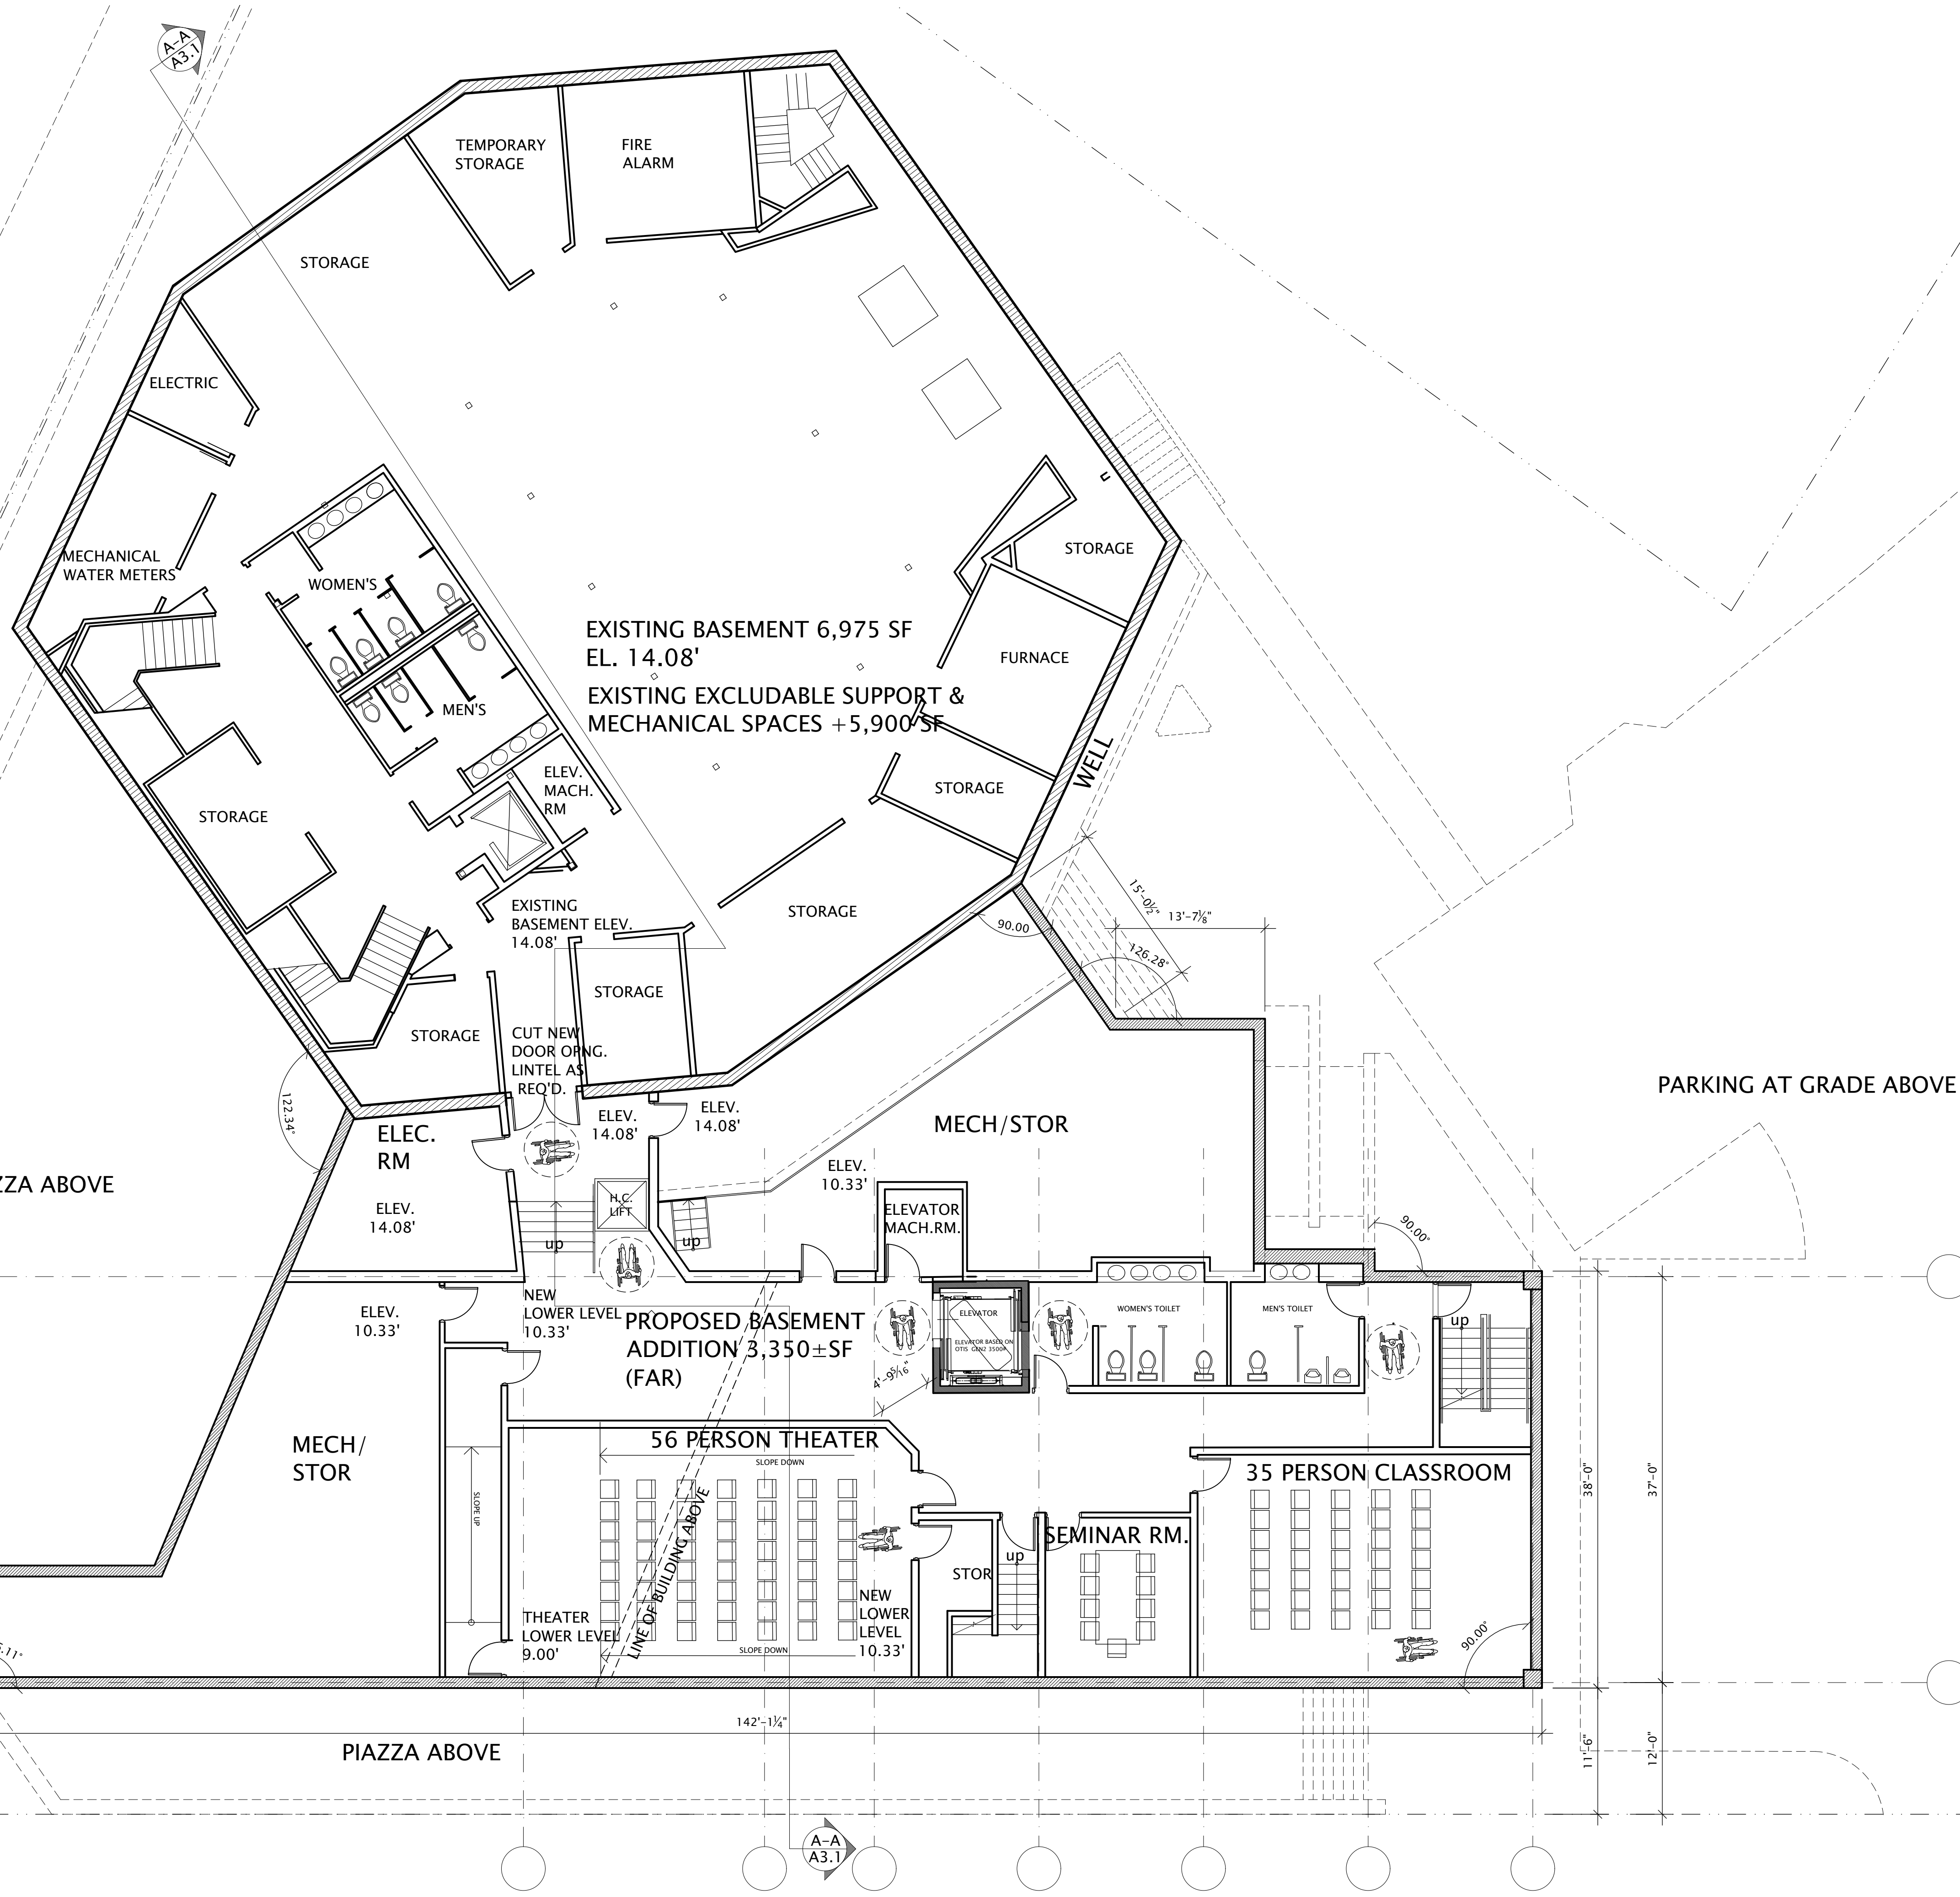 A-A
A3.1
TEMPORARY
STORAGE
FIRE
ALARM
STORAGE
ELECTRIC
MECHANICAL
WATER METERS
WOMEN'S
STORAGE
EXISTING BASEMENT 6,975 SF
EL. 14.08'
FURNACE
EXISTING EXCLUDABLE SUPPORT &
MECHANICAL SPACES +5,900 SF
MEN'S
WELL
ELEV.
MACH.
RM
STORAGE
STORAGE
EXISTING
BASEMENT ELEV.
14.08'
STORAGE
15'-0½"
13'-7⅛"
90.00
126.28°
STORAGE
STORAGE
CUT NEW
DOOR OPNG.
LINTEL AS
REQ'D.
PARKING AT GRADE ABOVE
122.34°
ELEV.
14.08'
ELEV.
14.08'
MECH/STOR
ELEC.
RM
ZZA ABOVE
ELEV.
10.33'
ELEV.
14.08'
H.C.
LIFT
up
up
ELEVATOR
MACH.RM.
90.00°
ELEV.
10.33'
NEW
LOWER LEVEL
10.33'
PROPOSED BASEMENT
ADDITION 3,350±SF
(FAR)
ELEVATOR
ELEVATOR BASED ON
OTIS GEN2 3500#
WOMEN'S TOILET
MEN'S TOILET
up
4'-9⁵⁄₁₆"
MECH/
STOR
56 PERSON THEATER
SLOPE DOWN
35 PERSON CLASSROOM
38'-0"
37'-0"
SLOPE UP
LINE OF BUILDING ABOVE
SEMINAR RM.
up
STOR
THEATER
LOWER LEVEL
9.00'
NEW
LOWER
LEVEL
10.33'
SLOPE DOWN
90.00°
5.11°
142'-1¼"
PIAZZA ABOVE
11'-6"
12'-0"
A-A
A3.1